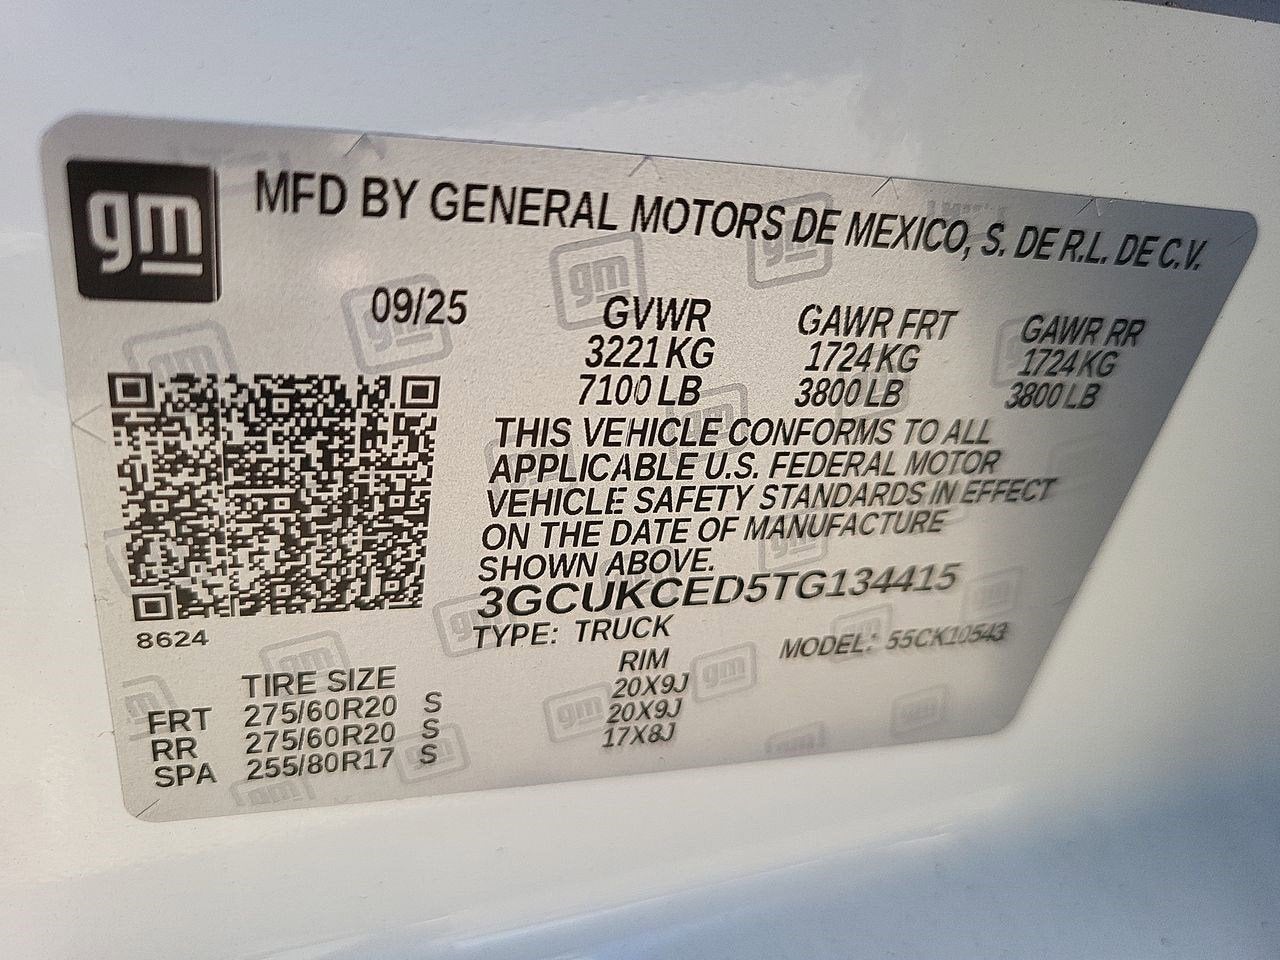 gm
MFD BY GENERAL MOTORS DE MEXICO, S. DE R.L. DE C.V.
09/25 GVWR GAWR FRT GAWR RR
3221 KG 1724 KG 1724 KG
7100 LB 3800 LB 3800 LB
THIS VEHICLE CONFORMS TO ALL
APPLICABLE U.S. FEDERAL MOTOR
VEHICLE SAFETY STANDARDS IN EFFECT
ON THE DATE OF MANUFACTURE
SHOWN ABOVE.
3GCUKCED5TG134415
8624 TYPE: TRUCK MODEL: 55CK10543
TIRE SIZE RIM
FRT 275/60R20 S 20X9J
RR 275/60R20 S 20X9J
SPA 255/80R17 S 17X8J